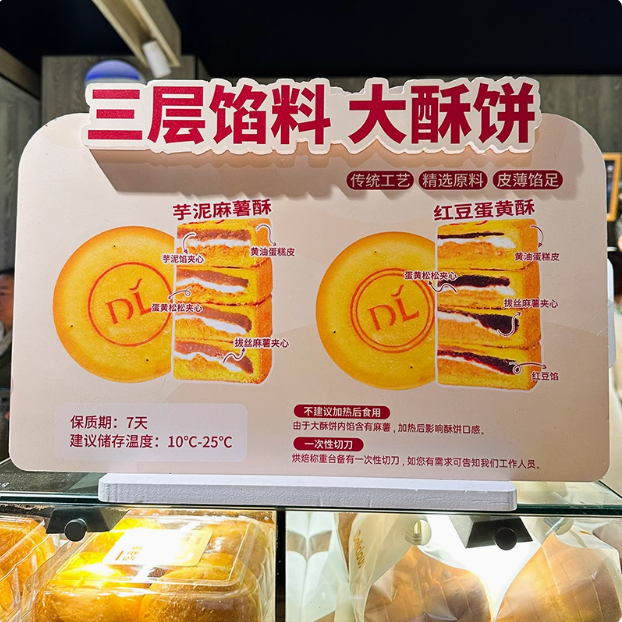 三层馅料 大酥饼
传统工艺 精选原料 皮薄馅足
芋泥麻薯酥
芋泥馅夹心
黄油蛋糕皮
蛋黄松松夹心
拔丝麻薯夹心
DL
红豆蛋黄酥
黄油蛋糕皮
蛋黄松松夹心
拔丝麻薯夹心
红豆馅
DL
保质期：7天
建议储存温度：10℃-25℃
不建议加热后食用
由于大酥饼内馅含有麻薯，加热后影响酥饼口感。
一次性切刀
烘焙称重台备有一次性切刀，如您有需求可告知我们工作人员。